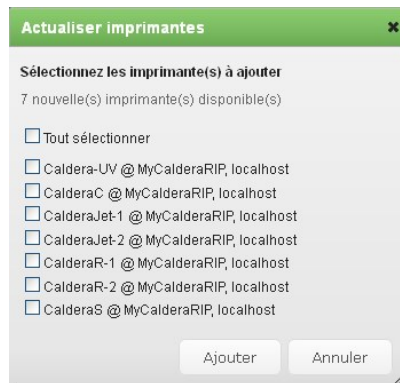 Actualiser imprimantes
Sélectionnez les imprimante(s) à ajouter
7 nouvelle(s) imprimante(s) disponible(s)
Tout sélectionner
Caldera-UV @ MyCalderaRIP, localhost
CalderaC @ MyCalderaRIP, localhost
CalderaJet-1 @ MyCalderaRIP, localhost
CalderaJet-2 @ MyCalderaRIP, localhost
CalderaR-1 @ MyCalderaRIP, localhost
CalderaR-2 @ MyCalderaRIP, localhost
CalderaS @ MyCalderaRIP, localhost
Ajouter Annuler